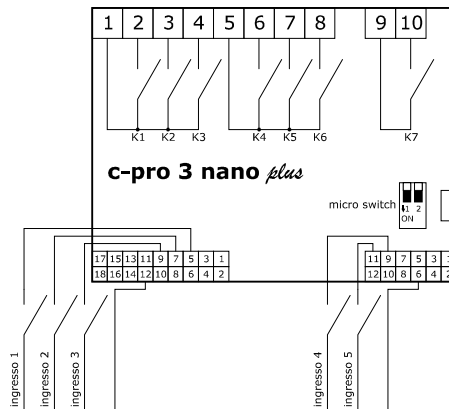 1 2 3 4 5 6 7 8 9 10
K1 K2 K3 K4 K5 K6 K7
c-pro 3 nano plus
micro switch
1 2
ON
17 15 13 11 9 7 5 3 1
18 16 14 12 10 8 6 4 2
11 9 7 5 3 1
12 10 8 6 4 2
ingresso 1
ingresso 2
ingresso 3
ingresso 4
ingresso 5